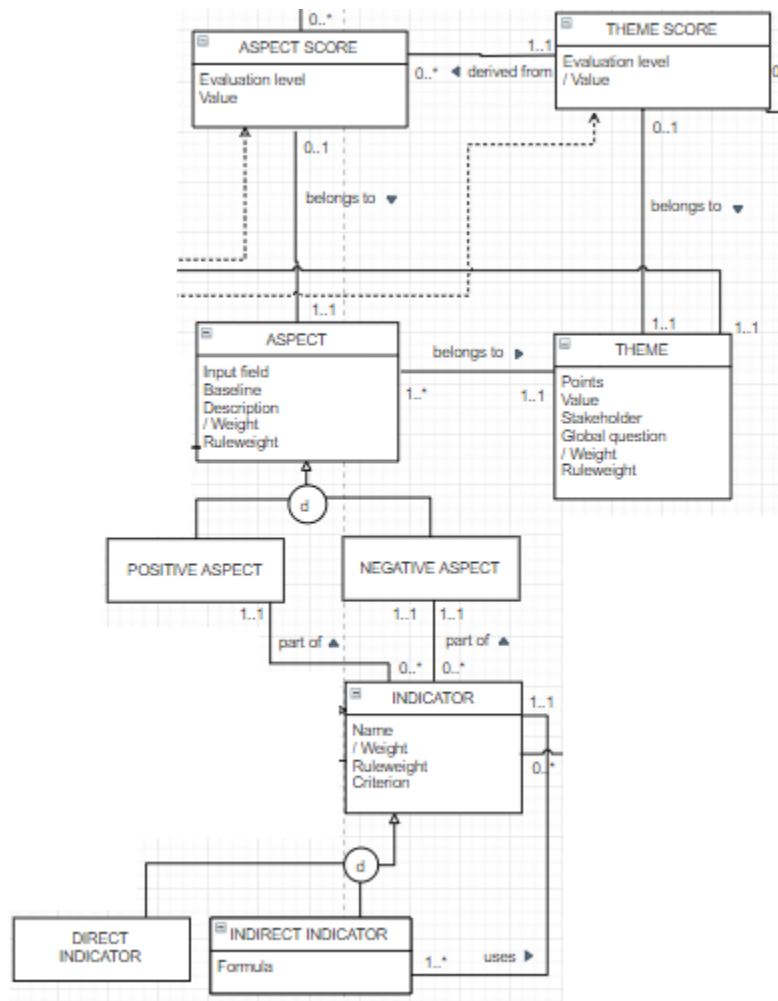 0..*
ASPECT SCORE
Evaluation level
Value
THEME SCORE
Evaluation level
/ Value
1..1
0..* ◀ derived from
0..1
0..1
belongs to ▼
belongs to ▼
1..1
1..1
1..1
ASPECT
Input field
Baseline
Description
/ Weight
Ruleweight
belongs to ▶
1..*
1..1
THEME
Points
Value
Stakeholder
Global question
/ Weight
Ruleweight
d
POSITIVE ASPECT
NEGATIVE ASPECT
1..1
1..1
1..1
part of ▲
part of ▲
0..*
0..*
INDICATOR
Name
/ Weight
Ruleweight
Criterion
1..1
0..*
d
DIRECT
INDICATOR
INDIRECT INDICATOR
Formula
1..*
uses ▶